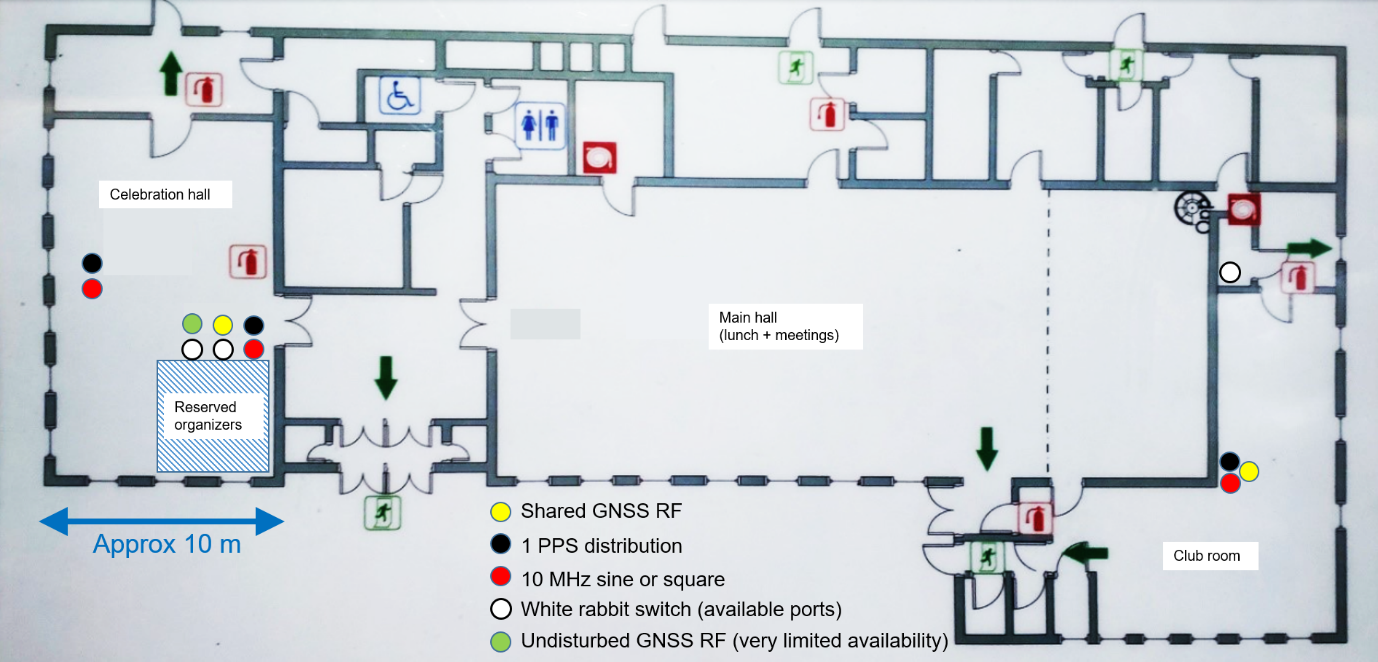 Celebration hall
Main hall
(lunch + meetings)
Reserved
organizers
Approx 10 m
Shared GNSS RF
1 PPS distribution
10 MHz sine or square
White rabbit switch (available ports)
Undisturbed GNSS RF (very limited availability)
Club room